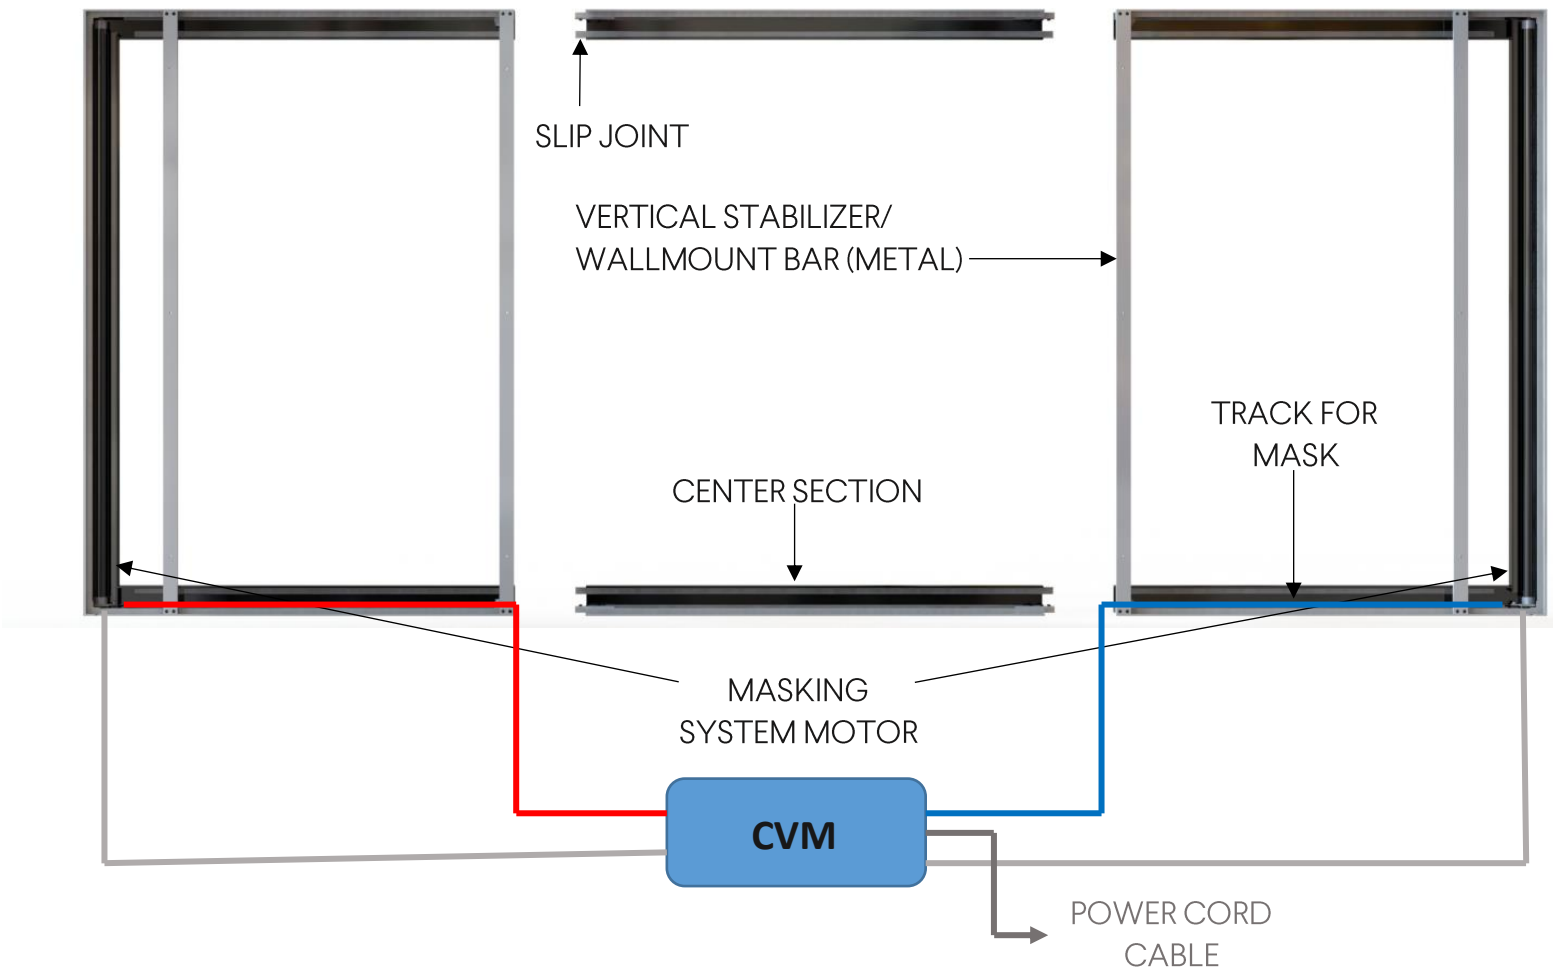 SLIP JOINT
VERTICAL STABILIZER/
WALLMOUNT BAR (METAL)
TRACK FOR
MASK
CENTER SECTION
MASKING
SYSTEM MOTOR
CVM
POWER CORD
CABLE